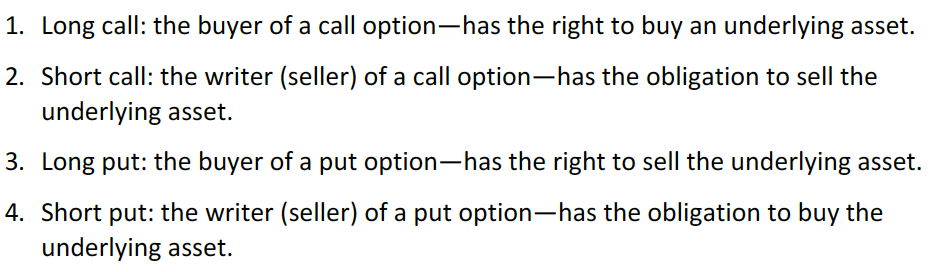 1. Long call: the buyer of a call option—has the right to buy an underlying asset.
2. Short call: the writer (seller) of a call option—has the obligation to sell the
underlying asset.
3. Long put: the buyer of a put option—has the right to sell the underlying asset.
4. Short put: the writer (seller) of a put option—has the obligation to buy the
underlying asset.